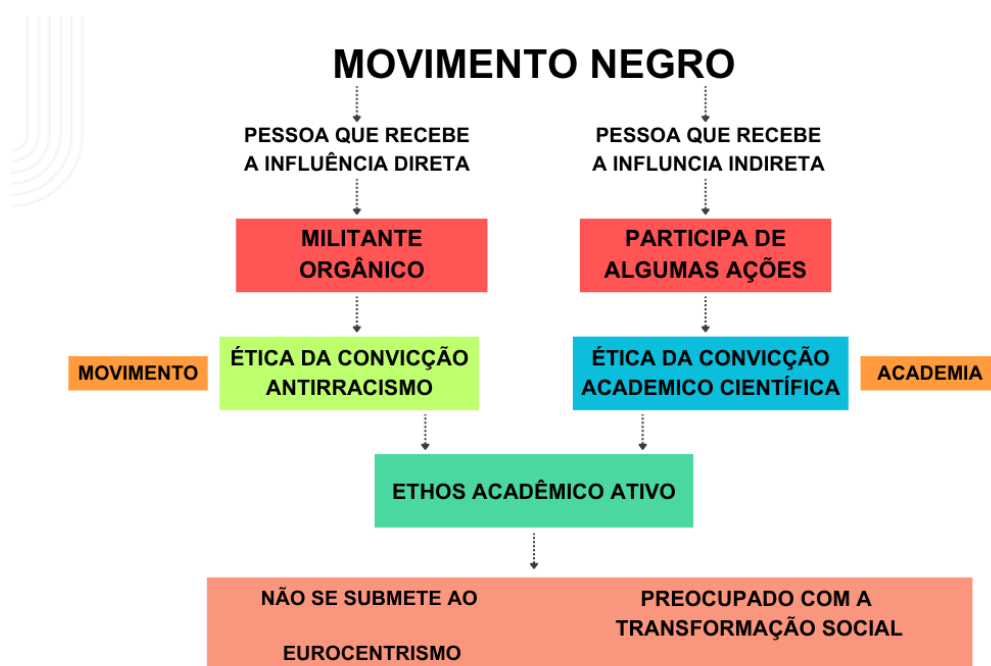 MOVIMENTO NEGRO
PESSOA QUE RECEBE
A INFLUÊNCIA DIRETA
PESSOA QUE RECEBE
A INFLUNCIA INDIRETA
MILITANTE
ORGÂNICO
PARTICIPA DE
ALGUMAS AÇÕES
MOVIMENTO
ÉTICA DA CONVICÇÃO
ANTIRRACISMO
ÉTICA DA CONVICÇÃO
ACADEMICO CIENTÍFICA
ACADEMIA
ETHOS ACADÊMICO ATIVO
NÃO SE SUBMETE AO
EUROCENTRISMO
PREOCUPADO COM A
TRANSFORMAÇÃO SOCIAL